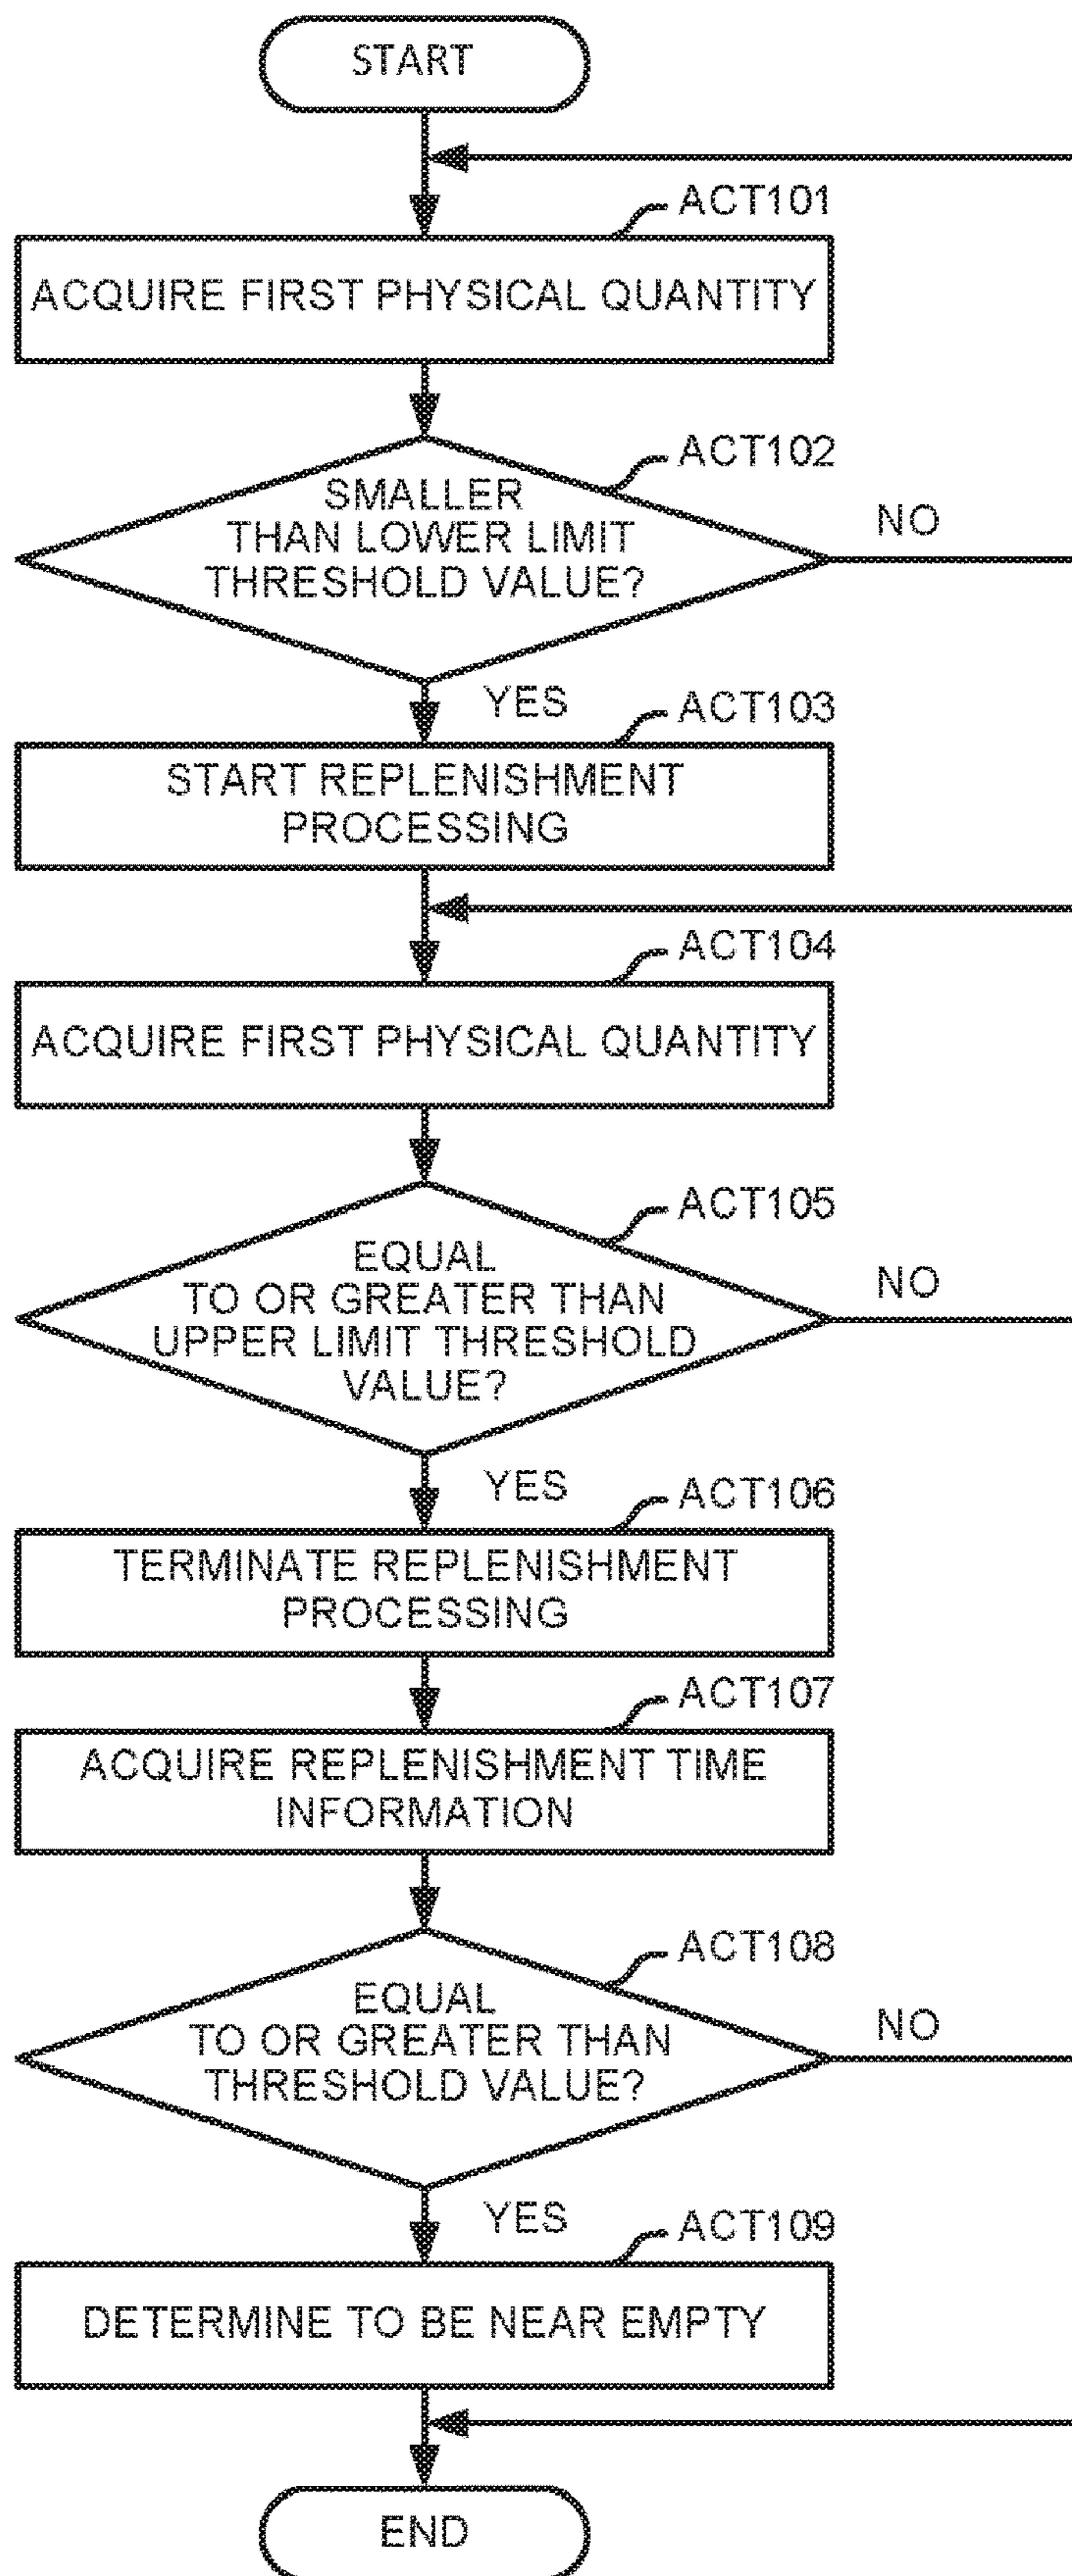 START
ACT101
ACQUIRE FIRST PHYSICAL QUANTITY
ACT102
SMALLER
THAN LOWER LIMIT
THRESHOLD VALUE?
NO
YES
ACT103
START REPLENISHMENT
PROCESSING
ACT104
ACQUIRE FIRST PHYSICAL QUANTITY
ACT105
EQUAL
TO OR GREATER THAN
UPPER LIMIT THRESHOLD
VALUE?
NO
YES
ACT106
TERMINATE REPLENISHMENT
PROCESSING
ACT107
ACQUIRE REPLENISHMENT TIME
INFORMATION
ACT108
EQUAL
TO OR GREATER THAN
THRESHOLD VALUE?
NO
YES
ACT109
DETERMINE TO BE NEAR EMPTY
END